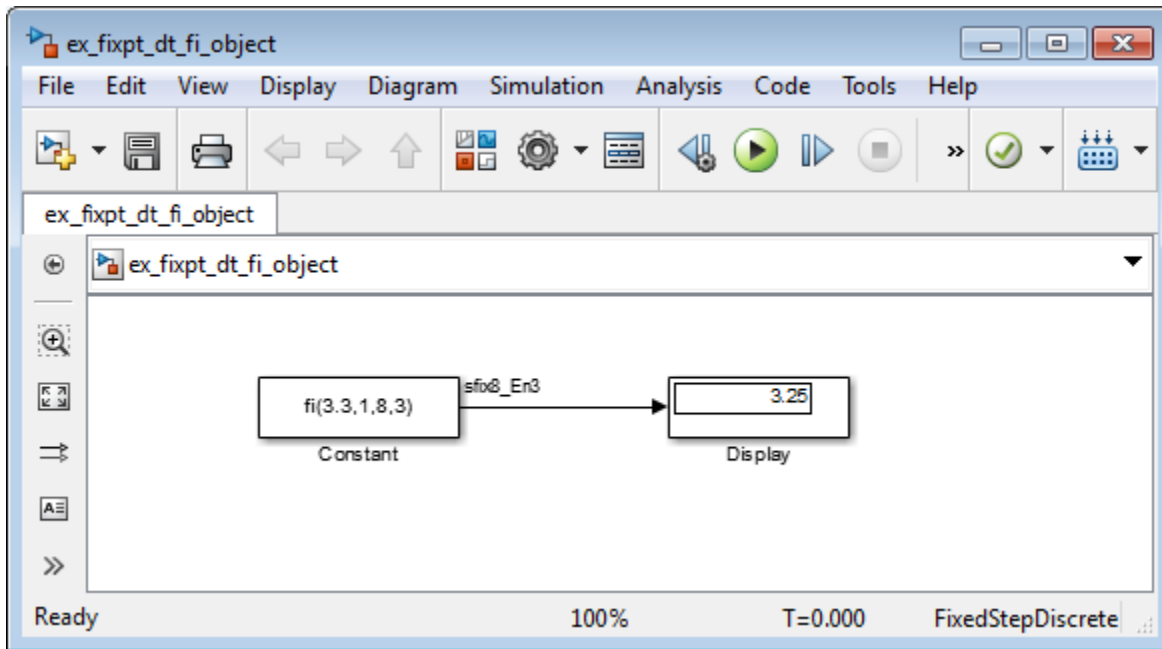 ex_fixpt_dt_fi_object
File Edit View Display Diagram Simulation Analysis Code Tools Help
ex_fixpt_dt_fi_object
ex_fixpt_dt_fi_object
sfix8_En3
fi(3.3,1,8,3)
3.25
Constant
Display
Ready 100% T=0.000 FixedStepDiscrete